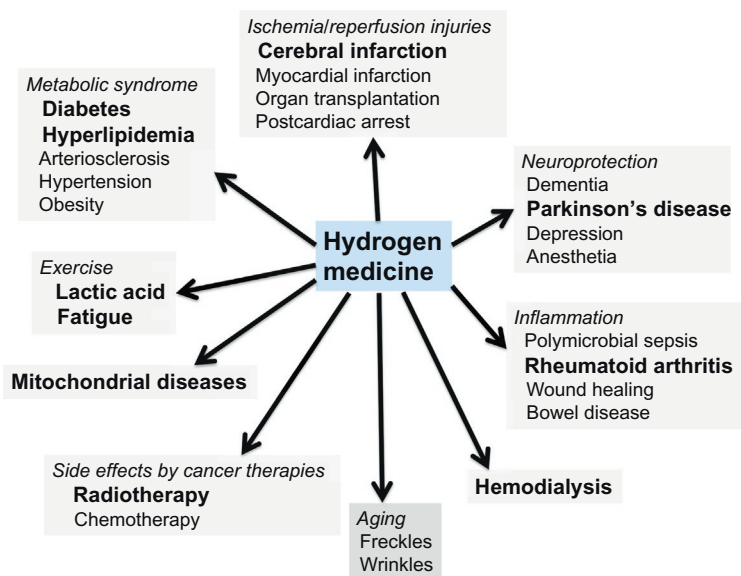 Ischemia/reperfusion injuries
Cerebral infarction
Myocardial infarction
Organ transplantation
Postcardiac arrest
Metabolic syndrome
Diabetes
Hyperlipidemia
Arteriosclerosis
Hypertension
Obesity
Neuroprotection
Dementia
Parkinson's disease
Depression
Anesthetia
Hydrogen
medicine
Exercise
Lactic acid
Fatigue
Inflammation
Polymicrobial sepsis
Rheumatoid arthritis
Wound healing
Bowel disease
Mitochondrial diseases
Side effects by cancer therapies
Radiotherapy
Chemotherapy
Hemodialysis
Aging
Freckles
Wrinkles